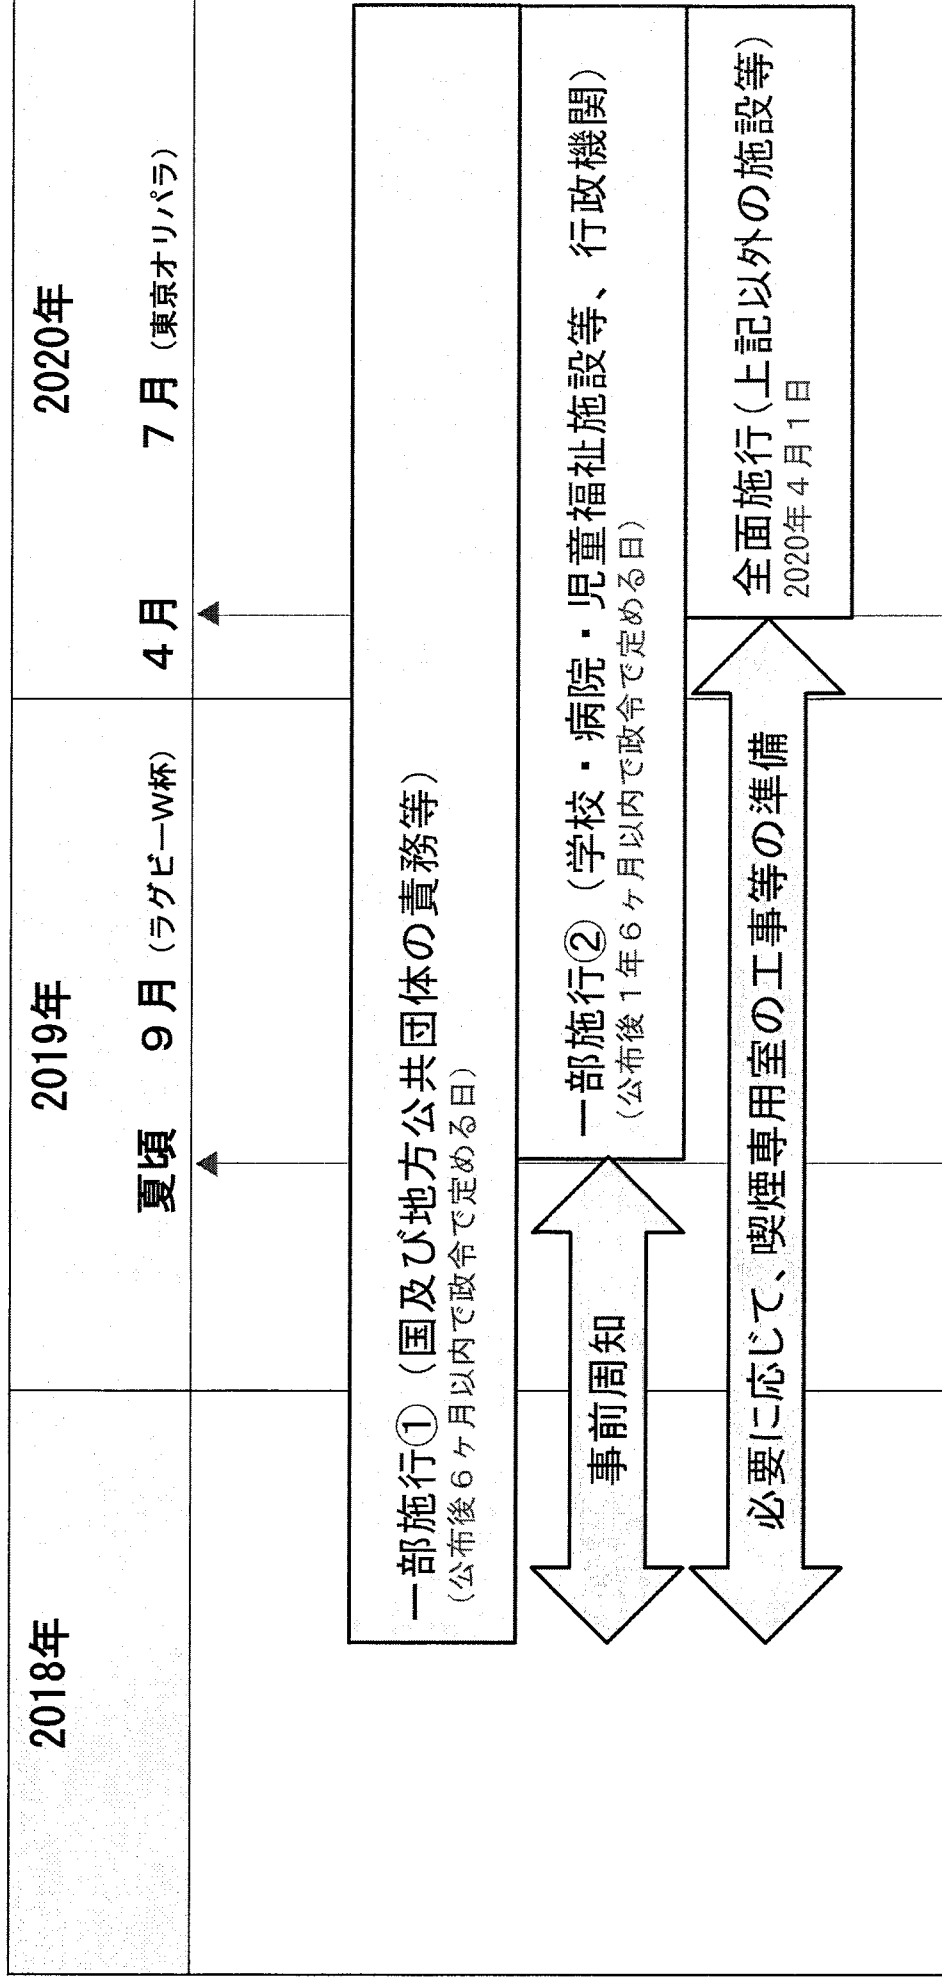 2018年
2019年
2020年
夏頃 9月(ラグビーW杯)
4月 7月(東京オリパラ)
一部施行①(国及び地方公共団体の責務等)
(公布後6ヶ月以内で政令で定める日)
事前周知
一部施行②(学校・病院・児童福祉施設等、行政機関)
(公布後1年6ヶ月以内で政令で定める日)
必要に応じて、喫煙専用室の工事等の準備
全面施行(上記以外の施設等)
2020年4月1日